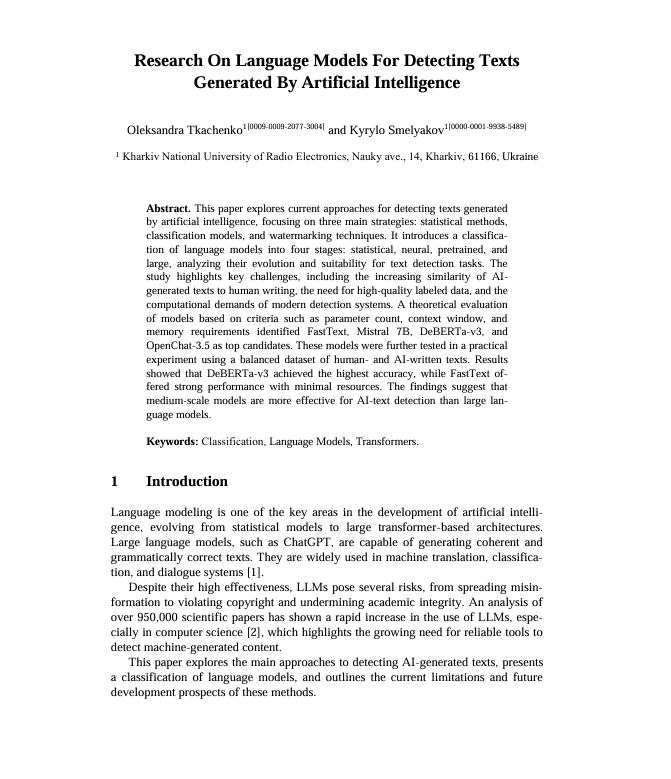 Research On Language Models For Detecting Texts
Generated By Artificial Intelligence
Oleksandra Tkachenko1[0009-0009-2077-3004] and Kyrylo Smelyakov1[0000-0001-9938-5489]
1 Kharkiv National University of Radio Electronics, Nauky ave., 14, Kharkiv, 61166, Ukraine
Abstract. This paper explores current approaches for detecting texts generated
by artificial intelligence, focusing on three main strategies: statistical methods,
classification models, and watermarking techniques. It introduces a classifica-
tion of language models into four stages: statistical, neural, pretrained, and
large, analyzing their evolution and suitability for text detection tasks. The
study highlights key challenges, including the increasing similarity of AI-
generated texts to human writing, the need for high-quality labeled data, and the
computational demands of modern detection systems. A theoretical evaluation
of models based on criteria such as parameter count, context window, and
memory requirements identified FastText, Mistral 7B, DeBERTa-v3, and
OpenChat-3.5 as top candidates. These models were further tested in a practical
experiment using a balanced dataset of human- and AI-written texts. Results
showed that DeBERTa-v3 achieved the highest accuracy, while FastText of-
fered strong performance with minimal resources. The findings suggest that
medium-scale models are more effective for AI-text detection than large lan-
guage models.
Keywords: Classification, Language Models, Transformers.
1 Introduction
Language modeling is one of the key areas in the development of artificial intelli-
gence, evolving from statistical models to large transformer-based architectures.
Large language models, such as ChatGPT, are capable of generating coherent and
grammatically correct texts. They are widely used in machine translation, classifica-
tion, and dialogue systems [1].
Despite their high effectiveness, LLMs pose several risks, from spreading misin-
formation to violating copyright and undermining academic integrity. An analysis of
over 950,000 scientific papers has shown a rapid increase in the use of LLMs, espe-
cially in computer science [2], which highlights the growing need for reliable tools to
detect machine-generated content.
This paper explores the main approaches to detecting AI-generated texts, presents
a classification of language models, and outlines the current limitations and future
development prospects of these methods.